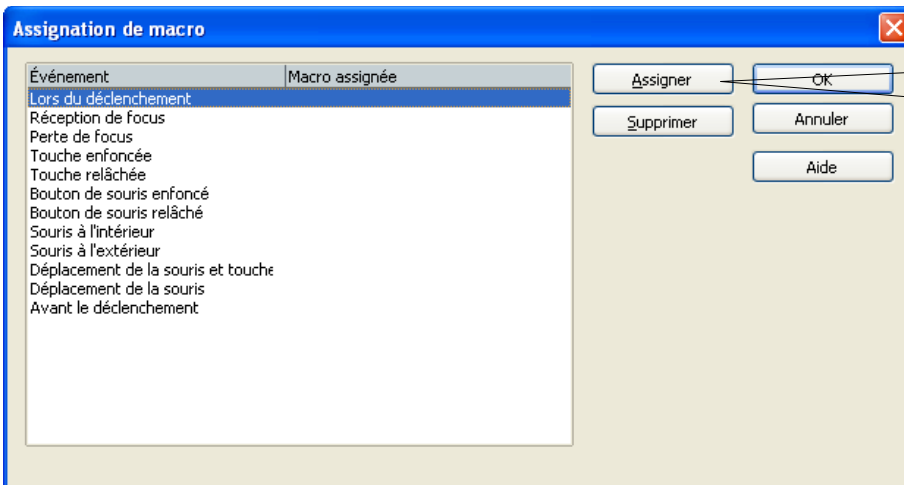 Assignation de macro
Événement Macro assignée
Lors du déclenchement
Réception de focus
Perte de focus
Touche enfoncée
Touche relâchée
Bouton de souris enfoncé
Bouton de souris relâché
Souris à l'intérieur
Souris à l'extérieur
Déplacement de la souris et touche
Déplacement de la souris
Avant le déclenchement
Assigner
Supprimer
OK
Annuler
Aide